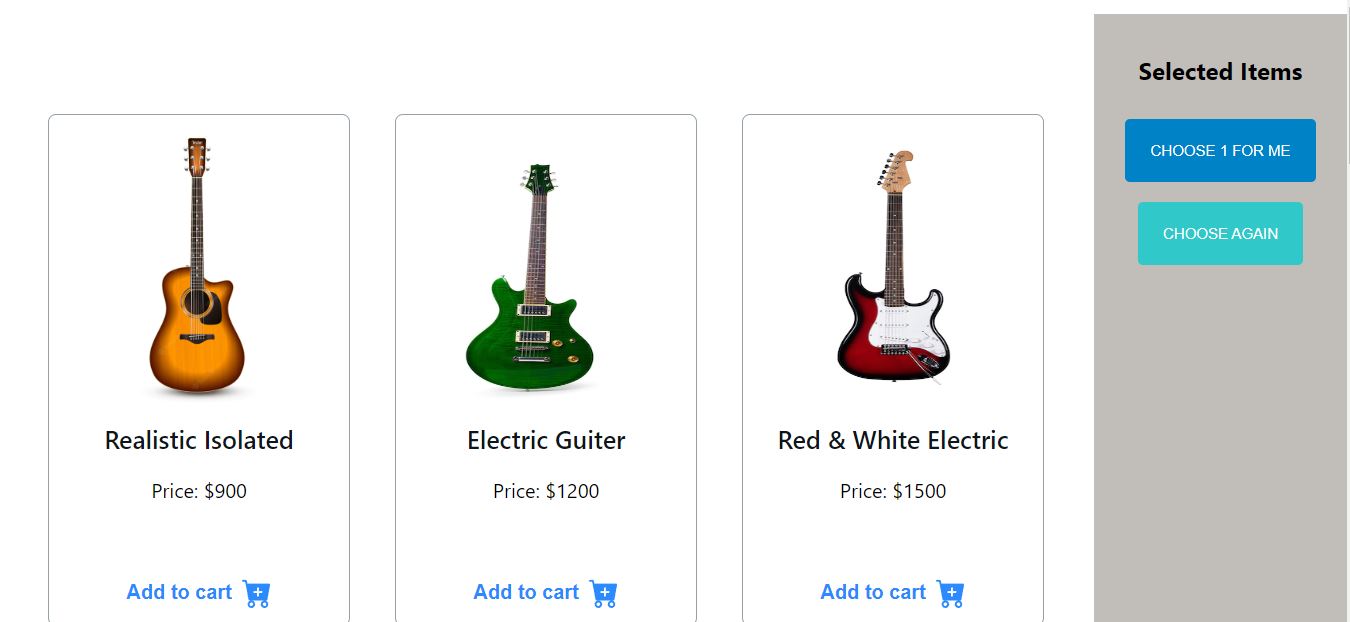 Selected Items
CHOOSE 1 FOR ME
CHOOSE AGAIN
Realistic Isolated
Price: $900
Add to cart
Electric Guiter
Price: $1200
Add to cart
Red & White Electric
Price: $1500
Add to cart